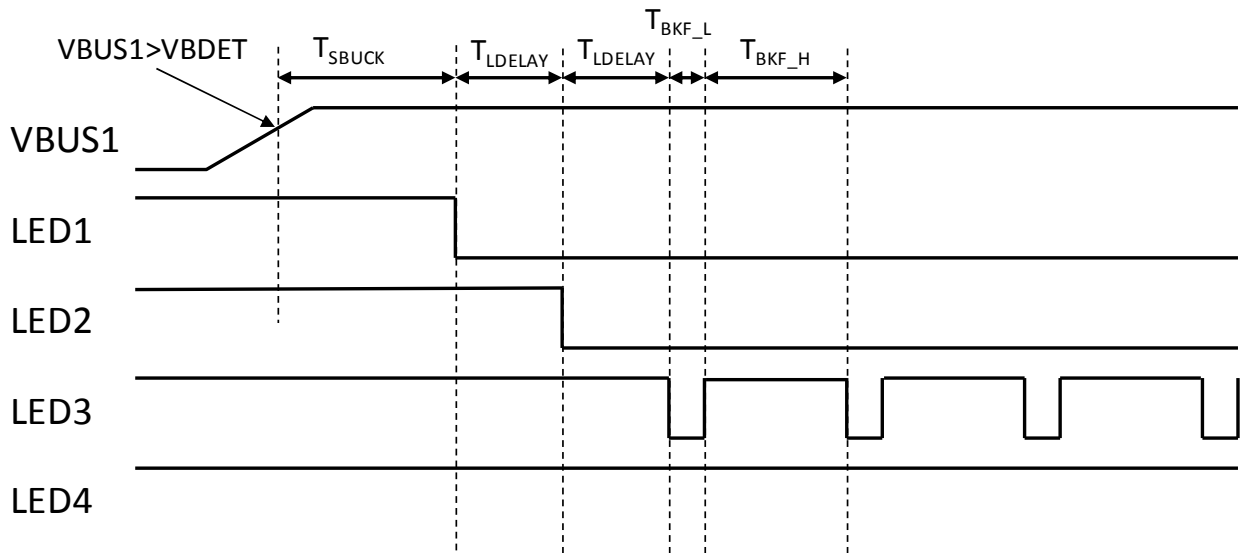 T_BKF_L
VBUS1>VBDET T_SBUCK T_LDELAY T_LDELAY T_BKF_H
VBUS1
LED1
LED2
LED3
LED4